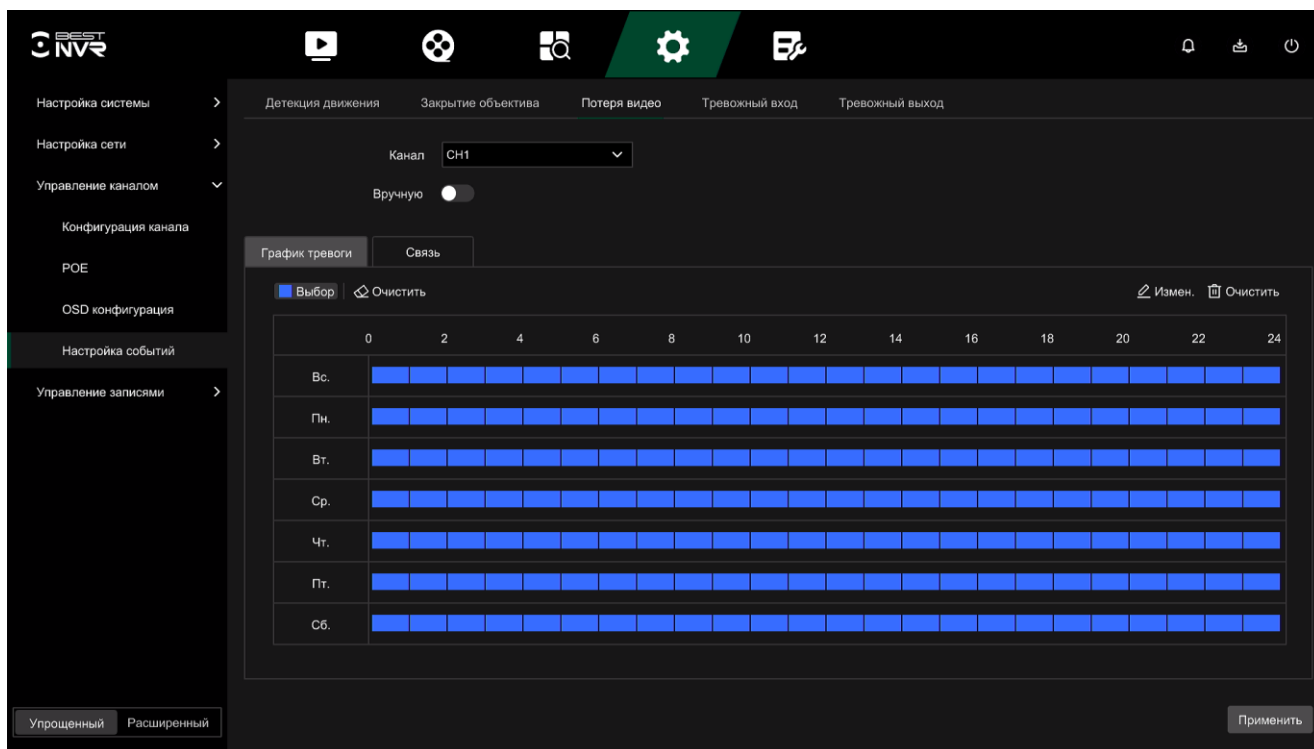 BEST
NVR
Настройка системы
Настройка сети
Управление каналом
Конфигурация канала
POE
OSD конфигурация
Настройка событий
Управление записями
Упрощенный Расширенный
Детекция движения Закрытие объектива Потеря видео Тревожный вход Тревожный выход
Канал CH1
Вручную
График тревоги Связь
Выбор Очистить Измен. Очистить
0 2 4 6 8 10 12 14 16 18 20 22 24
Вс.
Пн.
Вт.
Ср.
Чт.
Пт.
Сб.
Применить